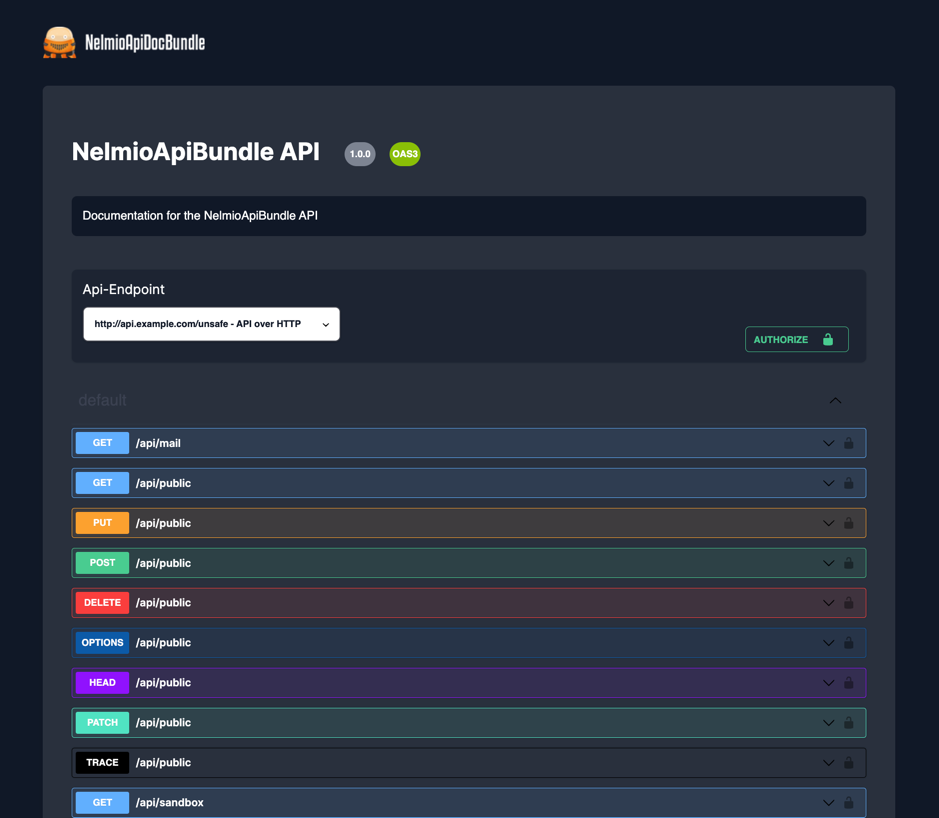 NelmioApiDocBundle
NelmioApiBundle API 1.0.0 OAS3
Documentation for the NelmioApiBundle API
Api-Endpoint
http://api.example.com/unsafe - API over HTTP
AUTHORIZE
default
GET /api/mail
GET /api/public
PUT /api/public
POST /api/public
DELETE /api/public
OPTIONS /api/public
HEAD /api/public
PATCH /api/public
TRACE /api/public
GET /api/sandbox